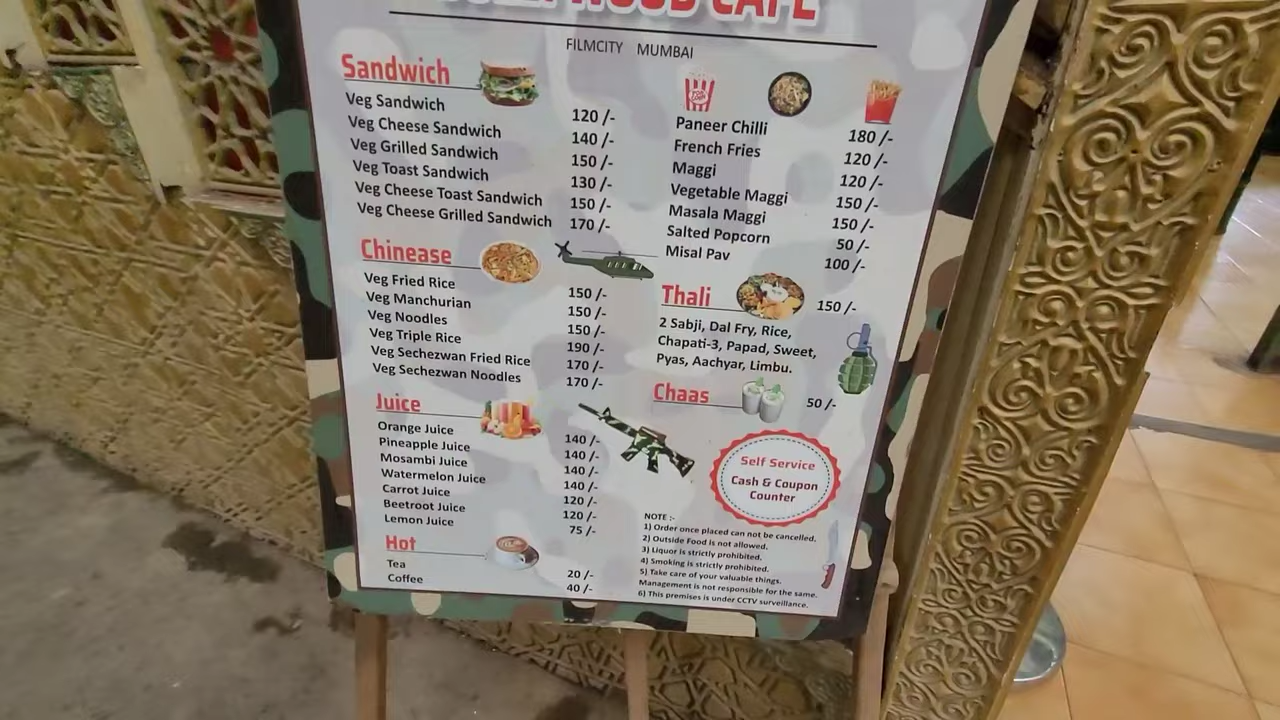 CAFE
FILMCITY MUMBAI
Sandwich
Veg Sandwich 120 /-
Veg Cheese Sandwich 140 /-
Veg Grilled Sandwich 150 /-
Veg Toast Sandwich 130 /-
Veg Cheese Toast Sandwich 150 /-
Veg Cheese Grilled Sandwich 170 /-
Chinease
Veg Fried Rice 150 /-
Veg Manchurian 150 /-
Veg Noodles 150 /-
Veg Triple Rice 190 /-
Veg Sechezwan Fried Rice 170 /-
Veg Sechezwan Noodles 170 /-
Juice
Orange Juice 140 /-
Pineapple Juice 140 /-
Mosambi Juice 140 /-
Watermelon Juice 140 /-
Carrot Juice 120 /-
Beetroot Juice 120 /-
Lemon Juice 75 /-
Hot
Tea 20 /-
Coffee 40 /-
Paneer Chilli 180 /-
French Fries 120 /-
Maggi 120 /-
Vegetable Maggi 150 /-
Masala Maggi 150 /-
Salted Popcorn 50 /-
Misal Pav 100 /-
Thali 150 /-
2 Sabji, Dal Fry, Rice,
Chapati-3, Papad, Sweet,
Pyas, Aachyar, Limbu.
Chaas 50 /-
Self Service
Cash & Coupon
Counter
NOTE :-
1) Order once placed can not be cancelled.
2) Outside Food is not allowed.
3) Liquor is strictly prohibited.
4) Smoking is strictly prohibited.
5) Take care of your valuable things.
Management is not responsible for the same.
6) This premises is under CCTV surveillance.